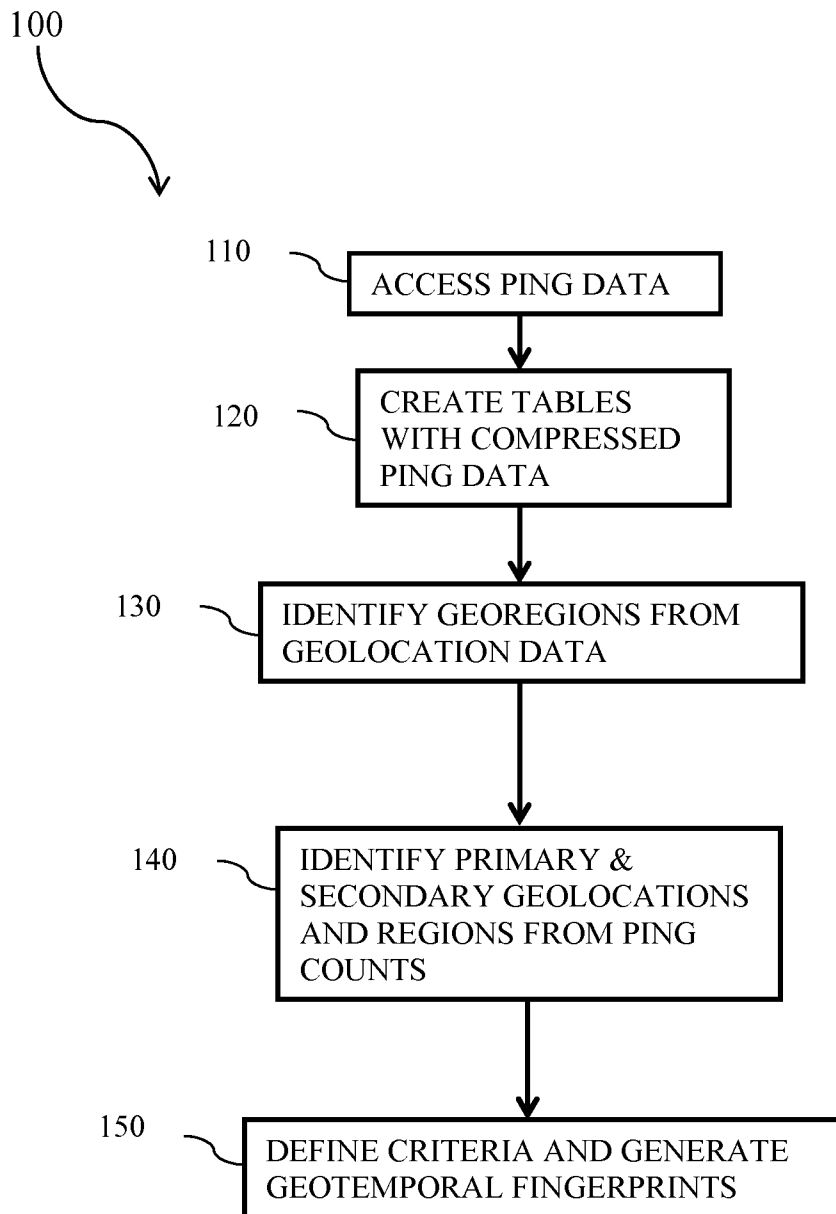 100
110
ACCESS PING DATA
120
CREATE TABLES
WITH COMPRESSED
PING DATA
130
IDENTIFY GEOREGIONS FROM
GEOLOCATION DATA
140
IDENTIFY PRIMARY &
SECONDARY GEOLOCATIONS
AND REGIONS FROM PING
COUNTS
150
DEFINE CRITERIA AND GENERATE
GEOTEMPORAL FINGERPRINTS